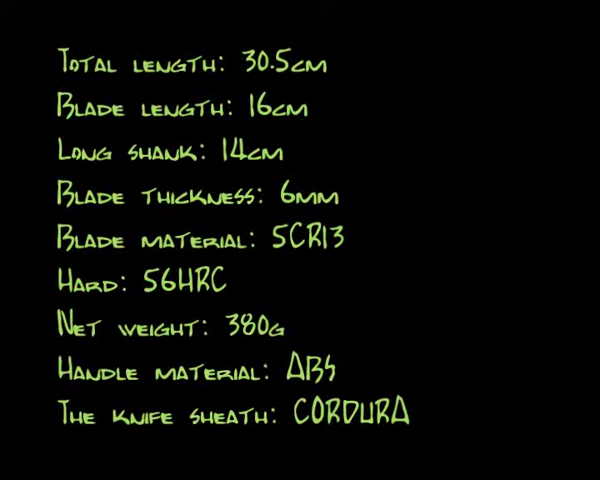 Total length: 30.5cm
Blade length: 16cm
Long shank: 14cm
Blade thickness: 6mm
Blade material: 5CR13
Hard: 56HRC
Net weight: 380g
Handle material: ABS
The knife sheath: CORDURA